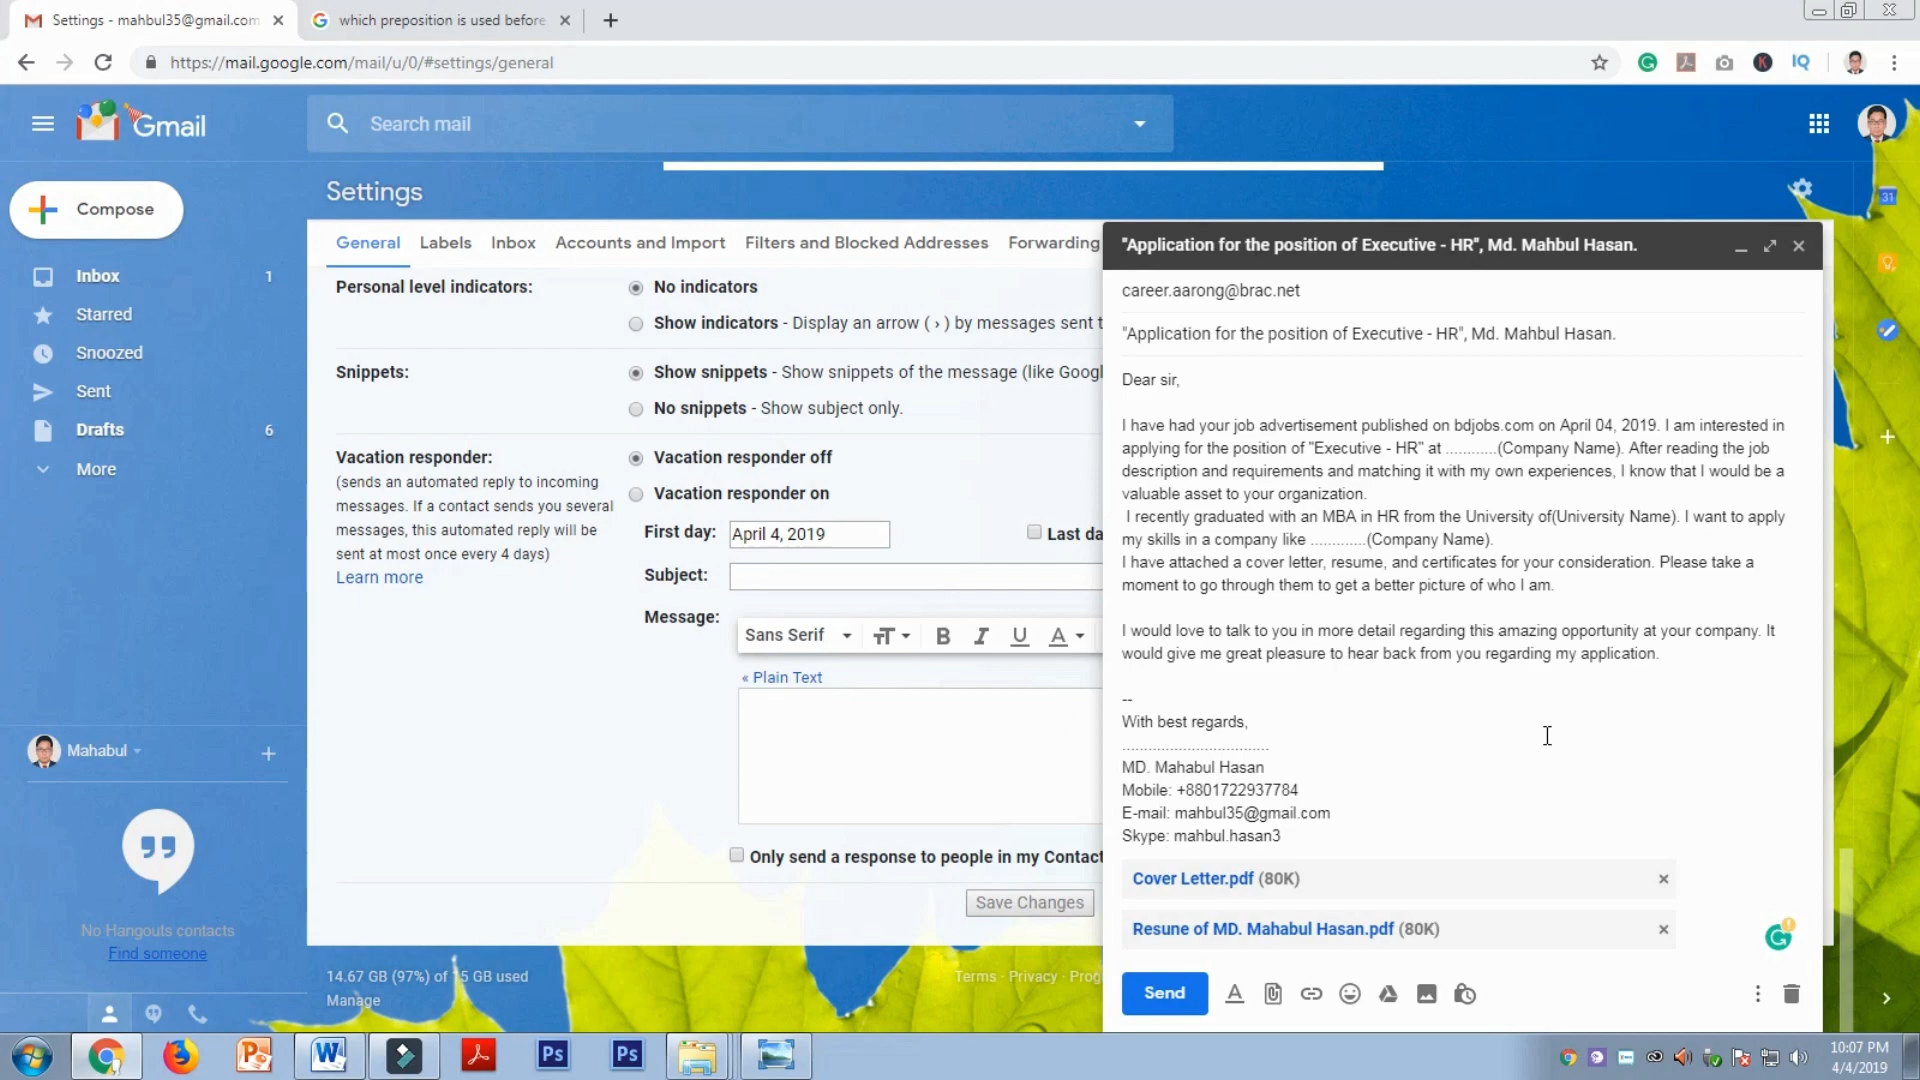 Settings - mahbul35@gmail.com
which preposition is used before
https://mail.google.com/mail/u/0/#settings/general
IQ
Gmail
Search mail
Settings
31
Compose
General Labels Inbox Accounts and Import Filters and Blocked Addresses Forwarding
Inbox 1
Starred
Snoozed
Sent
Drafts 6
More
Personal level indicators:
No indicators
Show indicators - Display an arrow ( › ) by messages sent t
Snippets:
Show snippets - Show snippets of the message (like Googl
No snippets - Show subject only.
Vacation responder:
(sends an automated reply to incoming
messages. If a contact sends you several
messages, this automated reply will be
sent at most once every 4 days)
Learn more
Vacation responder off
Vacation responder on
First day: April 4, 2019 Last da
Subject:
Message:
Sans Serif
« Plain Text
Only send a response to people in my Contact
Save Changes
"Application for the position of Executive - HR", Md. Mahbul Hasan.
career.aarong@brac.net
"Application for the position of Executive - HR", Md. Mahbul Hasan.
Dear sir,
I have had your job advertisement published on bdjobs.com on April 04, 2019. I am interested in
applying for the position of "Executive - HR" at ............(Company Name). After reading the job
description and requirements and matching it with my own experiences, I know that I would be a
valuable asset to your organization.
I recently graduated with an MBA in HR from the University of(University Name). I want to apply
my skills in a company like .............(Company Name).
I have attached a cover letter, resume, and certificates for your consideration. Please take a
moment to go through them to get a better picture of who I am.
I would love to talk to you in more detail regarding this amazing opportunity at your company. It
would give me great pleasure to hear back from you regarding my application.
--
With best regards,
..................................
MD. Mahabul Hasan
Mobile: +8801722937784
E-mail: mahbul35@gmail.com
Skype: mahbul.hasan3
Cover Letter.pdf (80K)
Resune of MD. Mahabul Hasan.pdf (80K)
Send
Mahabul
No Hangouts contacts
Find someone
14.67 GB (97%) of 15 GB used
Manage
Terms · Privacy · Prog
Ps
Ps
10:07 PM
4/4/2019